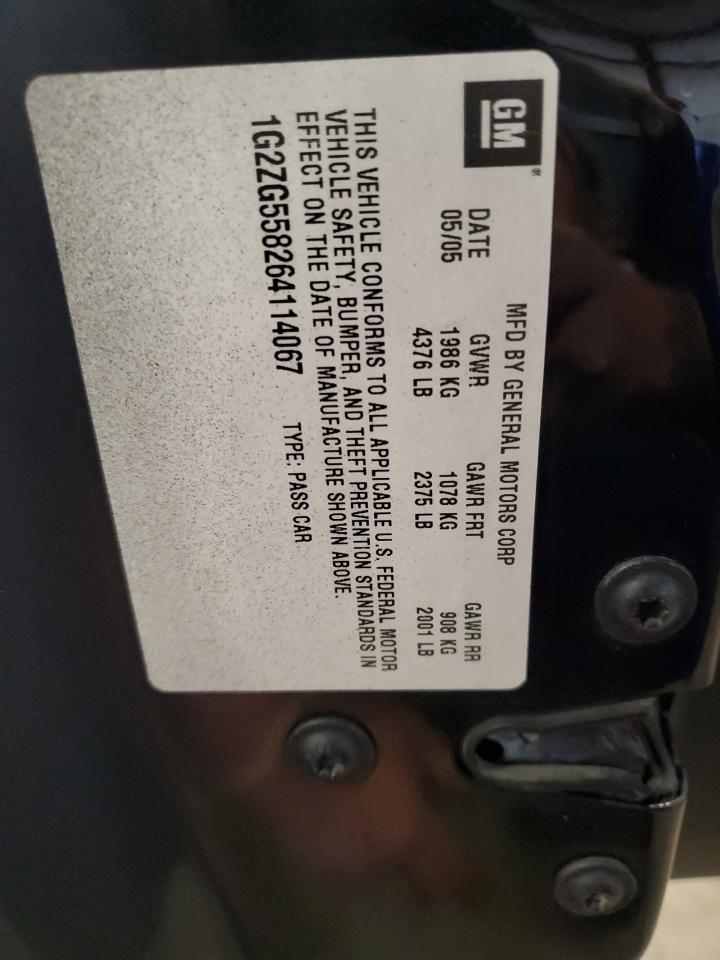 GM®
MFD BY GENERAL MOTORS CORP
DATE GVWR GAWR FRT GAWR RR
05/05 1986 KG 1078 KG 908 KG
4376 LB 2375 LB 2001 LB
THIS VEHICLE CONFORMS TO ALL APPLICABLE U.S. FEDERAL MOTOR
VEHICLE SAFETY, BUMPER, AND THEFT PREVENTION STANDARDS IN
EFFECT ON THE DATE OF MANUFACTURE SHOWN ABOVE.
1G2ZG558264114067 TYPE: PASS CAR